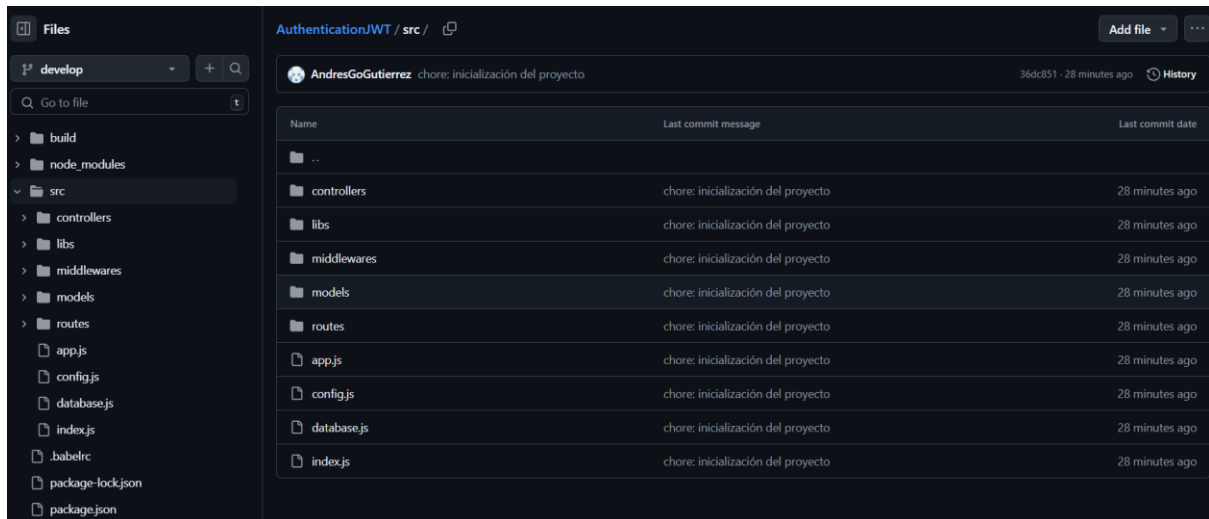 Files
develop
Go to file
t
build
node_modules
src
controllers
libs
middlewares
models
routes
app.js
config.js
database.js
index.js
.babelrc
package-lock.json
package.json
AuthenticationJWT / src /
Add file
AndresGoGutierrez chore: inicialización del proyecto
36dc851 · 28 minutes ago History
Name Last commit message Last commit date
..
controllers chore: inicialización del proyecto 28 minutes ago
libs chore: inicialización del proyecto 28 minutes ago
middlewares chore: inicialización del proyecto 28 minutes ago
models chore: inicialización del proyecto 28 minutes ago
routes chore: inicialización del proyecto 28 minutes ago
app.js chore: inicialización del proyecto 28 minutes ago
config.js chore: inicialización del proyecto 28 minutes ago
database.js chore: inicialización del proyecto 28 minutes ago
index.js chore: inicialización del proyecto 28 minutes ago